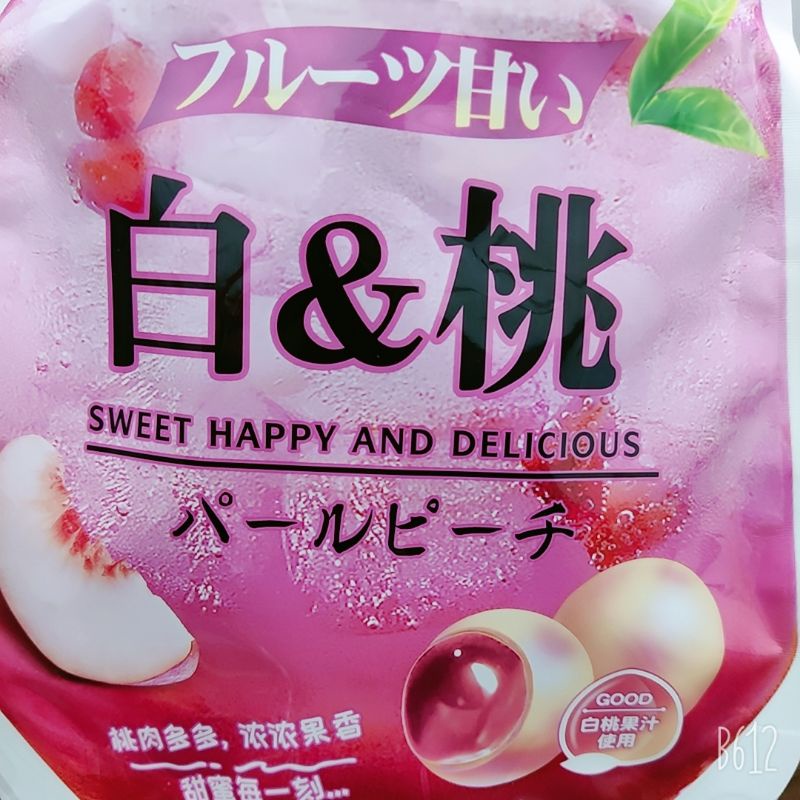 フルーツ甘い
白&桃
SWEET HAPPY AND DELICIOUS
パールピーチ
桃肉多多，浓浓果香
甜蜜每一刻...
GOOD
白桃果汁
使用
B612